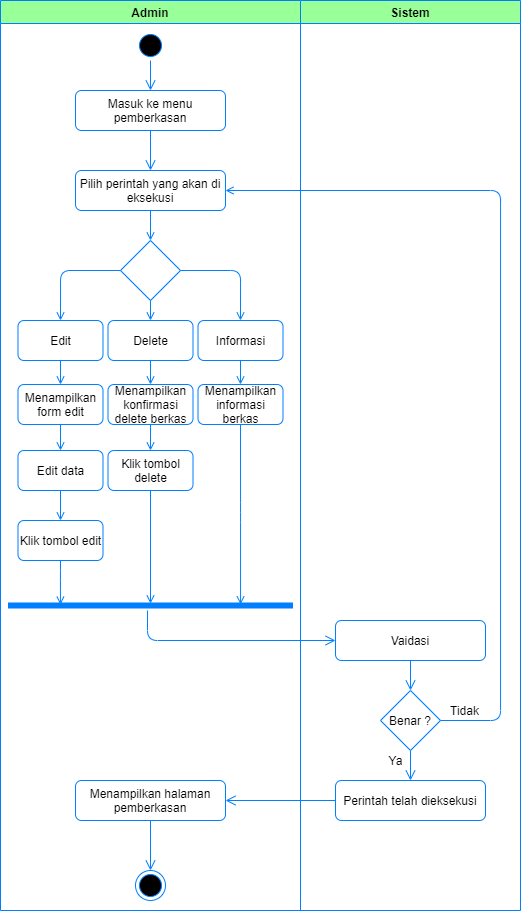 Admin
Sistem
Masuk ke menu
pemberkasan
Pilih perintah yang akan di
eksekusi
Edit
Delete
Informasi
Menampilkan
form edit
Menampilkan
konfirmasi
delete berkas
Menampilkan
informasi
berkas
Edit data
Klik tombol
delete
Klik tombol edit
Vaidasi
Benar ?
Tidak
Ya
Menampilkan halaman
pemberkasan
Perintah telah dieksekusi